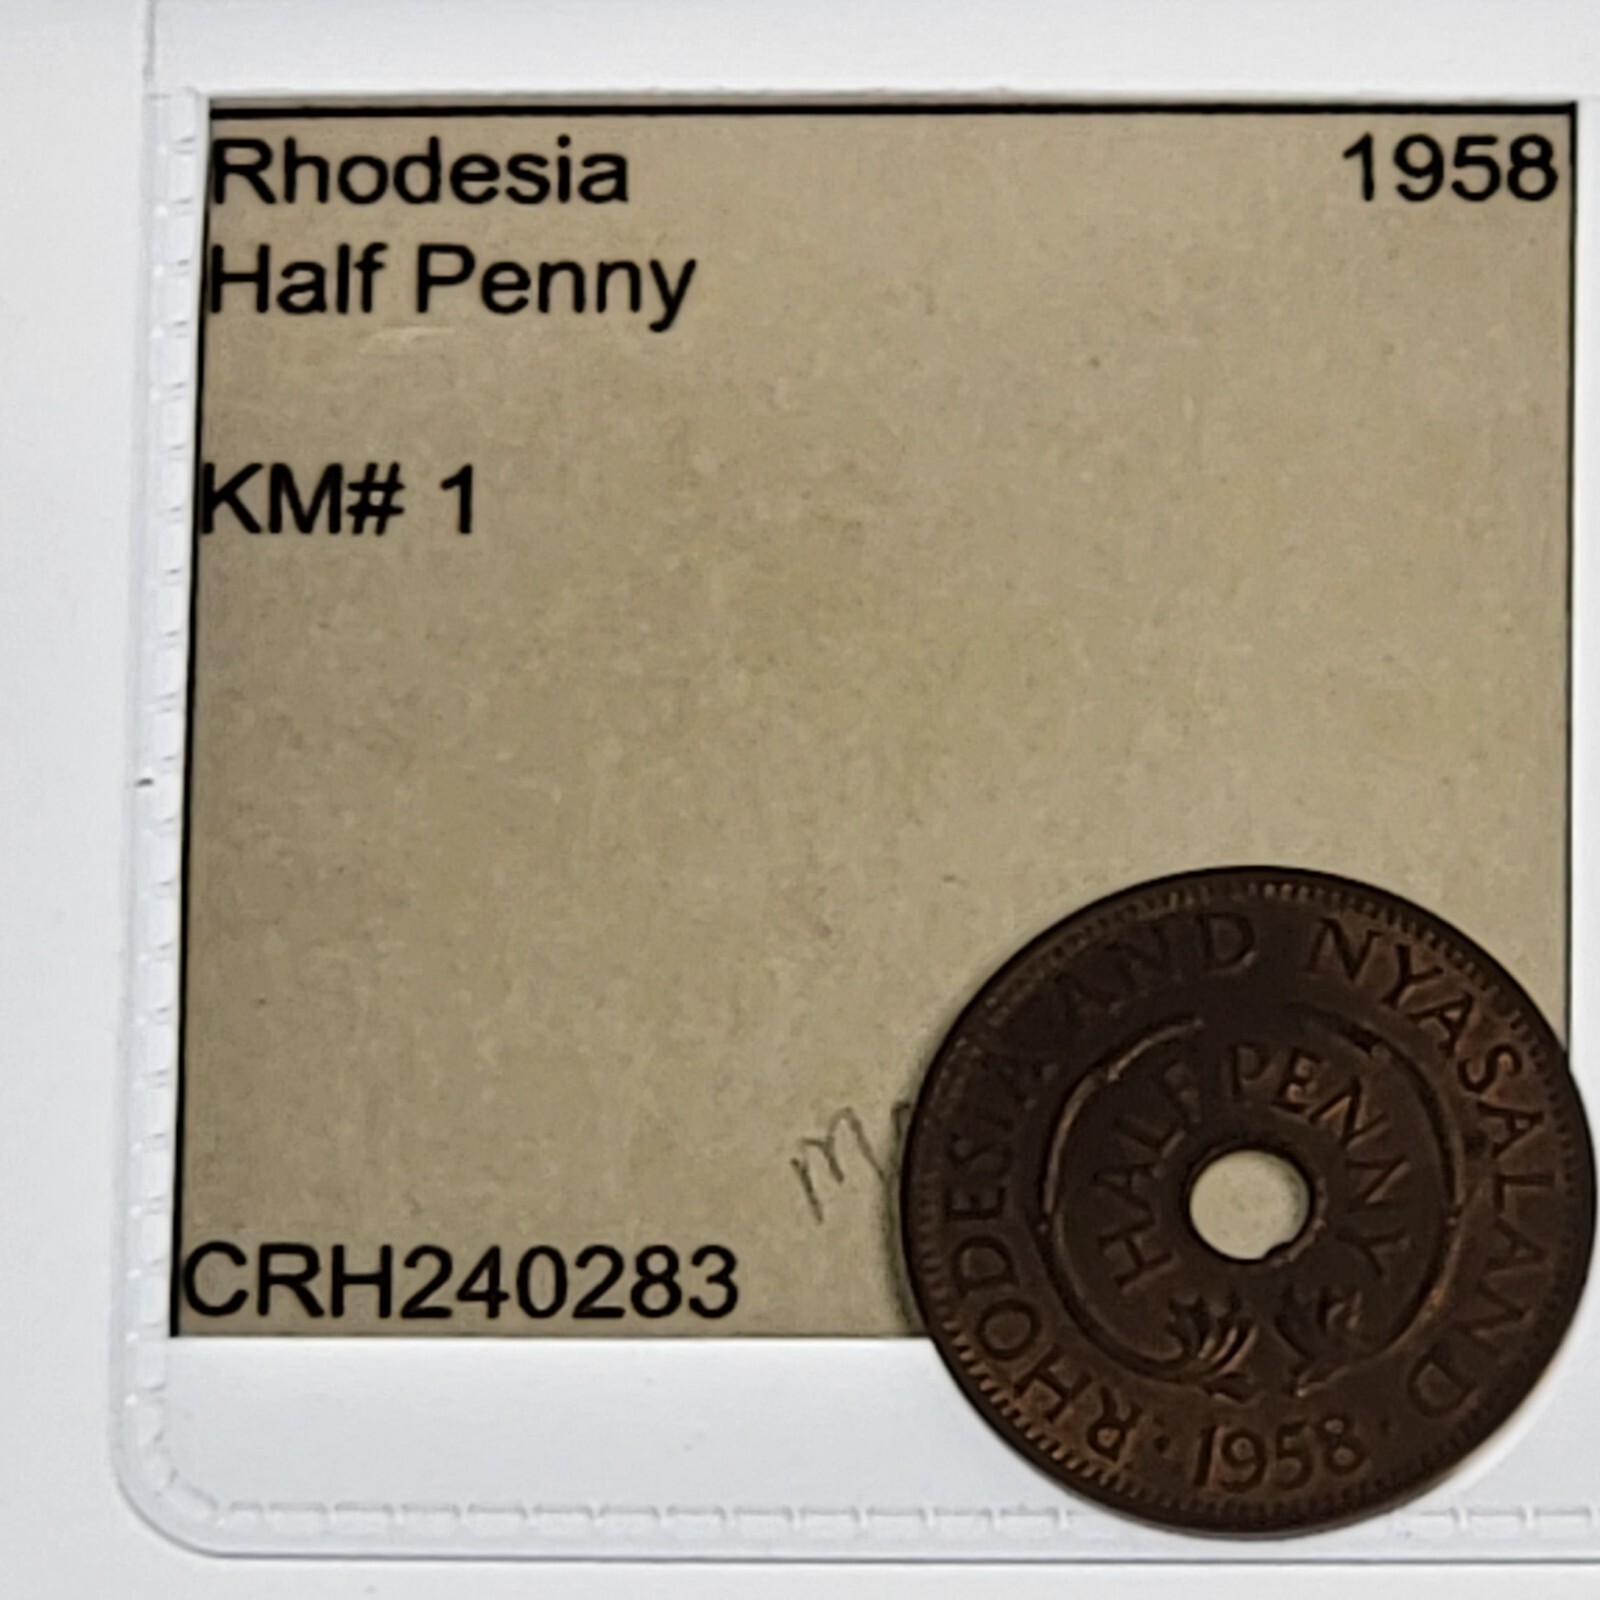 Rhodesia 1958
Half Penny
KM# 1
CRH240283
RHODESIA AND NYASALAND
HALF PENNY
· 1958 ·